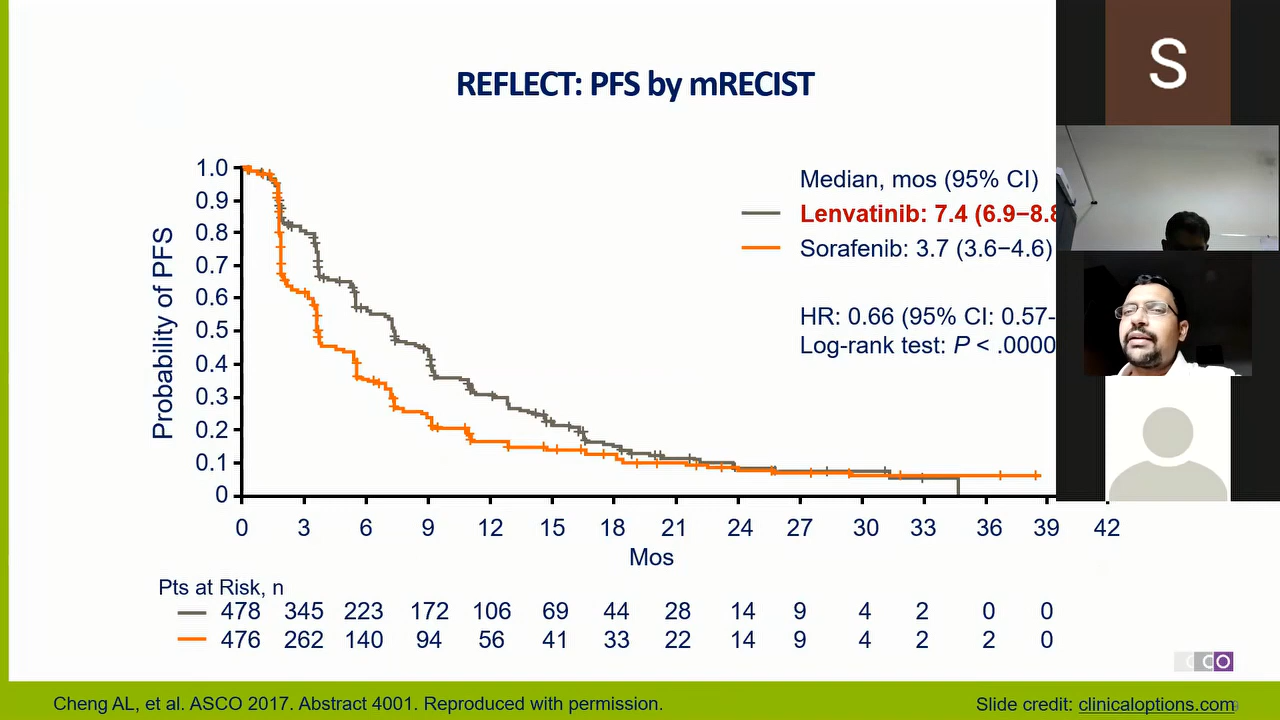 REFLECT: PFS by mRECIST
S
1.0
0.9
0.8
0.7
0.6
0.5
0.4
0.3
0.2
0.1
0
Probability of PFS
Median, mos (95% CI)
Lenvatinib: 7.4 (6.9–8.8
Sorafenib: 3.7 (3.6–4.6)
HR: 0.66 (95% CI: 0.57-
Log-rank test: P < .0000
0 3 6 9 12 15 18 21 24 27 30 33 36 39 42
Mos
Pts at Risk, n
478 345 223 172 106 69 44 28 14 9 4 2 0 0
476 262 140 94 56 41 33 22 14 9 4 2 2 0
CCO
Cheng AL, et al. ASCO 2017. Abstract 4001. Reproduced with permission.
Slide credit: clinicaloptions.com